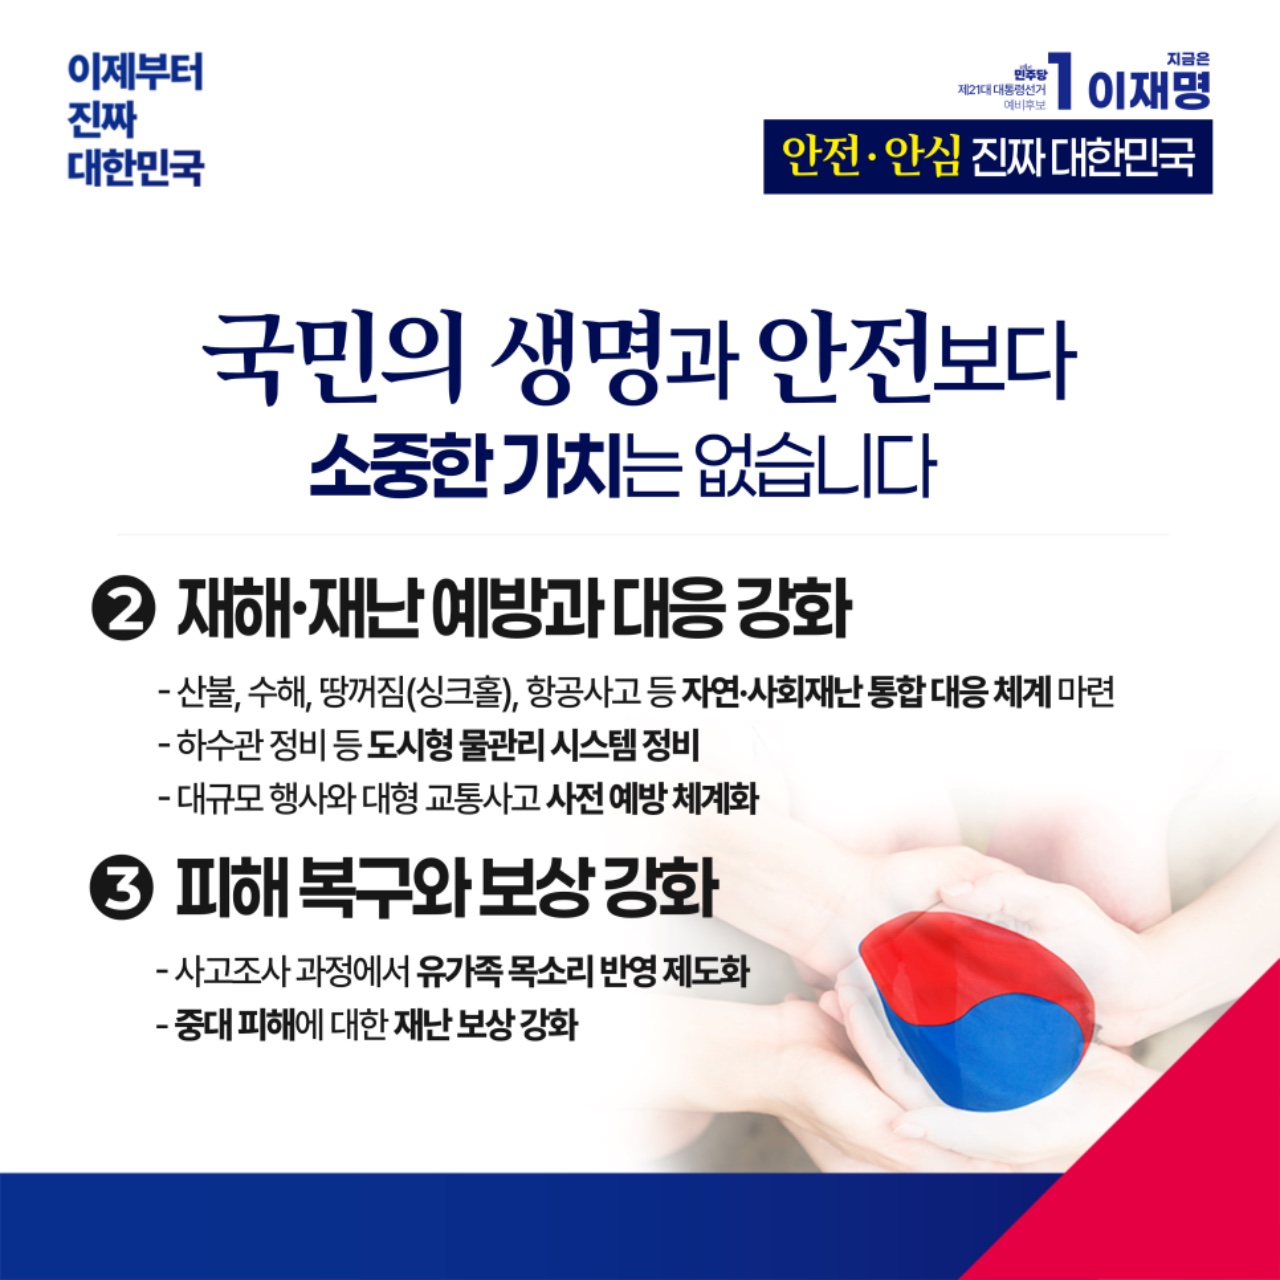 이제부터
진짜
대한민국
지금은
민주당
제21대 대통령선거
예비후보
1 이재명
안전·안심 진짜 대한민국
국민의 생명과 안전보다
소중한 가치는 없습니다
2 재해·재난 예방과 대응 강화
- 산불, 수해, 땅꺼짐(싱크홀), 항공사고 등 자연·사회재난 통합 대응 체계 마련
- 하수관 정비 등 도시형 물관리 시스템 정비
- 대규모 행사와 대형 교통사고 사전 예방 체계화
3 피해 복구와 보상 강화
- 사고조사 과정에서 유가족 목소리 반영 제도화
- 중대 피해에 대한 재난 보상 강화